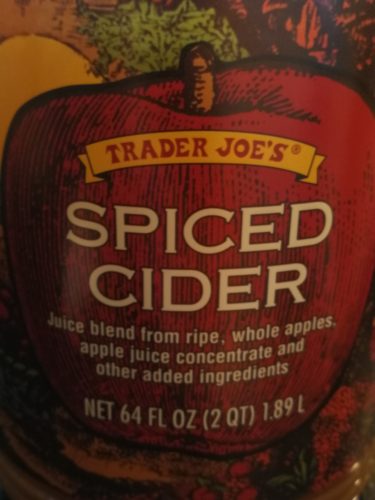 TRADER JOE'S®
SPICED
CIDER
Juice blend from ripe, whole apples,
apple juice concentrate and
other added ingredients
NET 64 FL OZ (2 QT) 1.89 L